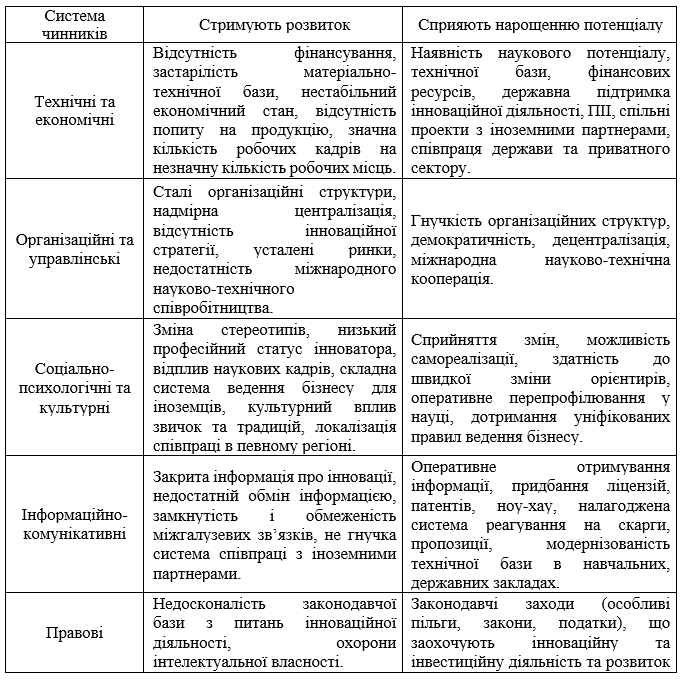 Система
чинників
Стримують розвиток
Сприяють нарощенню потенціалу
Технічні та
економічні
Відсутність фінансування,
застарілість матеріально-
технічної бази, нестабільний
економічний стан, відсутність
попиту на продукцію, значна
кількість робочих кадрів на
незначну кількість робочих місць.
Наявність наукового потенціалу,
технічної бази, фінансових
ресурсів, державна підтримка
інноваційної діяльності, ПІІ, спільні
проекти з іноземними партнерами,
співпраця держави та приватного
сектору.
Організаційні та
управлінські
Сталі організаційні структури,
надмірна централізація,
відсутність інноваційної
стратегії, усталені ринки,
недостатність міжнародного
науково-технічного
співробітництва.
Гнучкість організаційних структур,
демократичність, децентралізація,
міжнародна науково-технічна
кооперація.
Соціально-
психологічні та
культурні
Зміна стереотипів, низький
професійний статус інноватора,
відплив наукових кадрів, складна
система ведення бізнесу для
іноземців, культурний вплив
звичок та традицій, локалізація
співпраці в певному регіоні.
Сприйняття змін, можливість
самореалізації, здатність до
швидкої зміни орієнтирів,
оперативне перепрофілювання у
науці, дотримання уніфікованих
правил ведення бізнесу.
Інформаційно-
комунікативні
Закрита інформація про інновації,
недостатній обмін інформацією,
замкнутість і обмеженість
міжгалузевих зв’язків, не гнучка
система співпраці з іноземними
партнерами.
Оперативне отримування
інформації, придбання ліцензій,
патентів, ноу-хау, налагоджена
система реагування на скарги,
пропозиції, модернізованість
технічної бази в навчальних,
державних закладах.
Правові
Недосконалість законодавчої
бази з питань інноваційної
діяльності, охорони
інтелектуальної власності.
Законодавчі заходи (особливі
пільги, закони, податки), що
заохочують інноваційну та
інвестиційну діяльність та розвиток